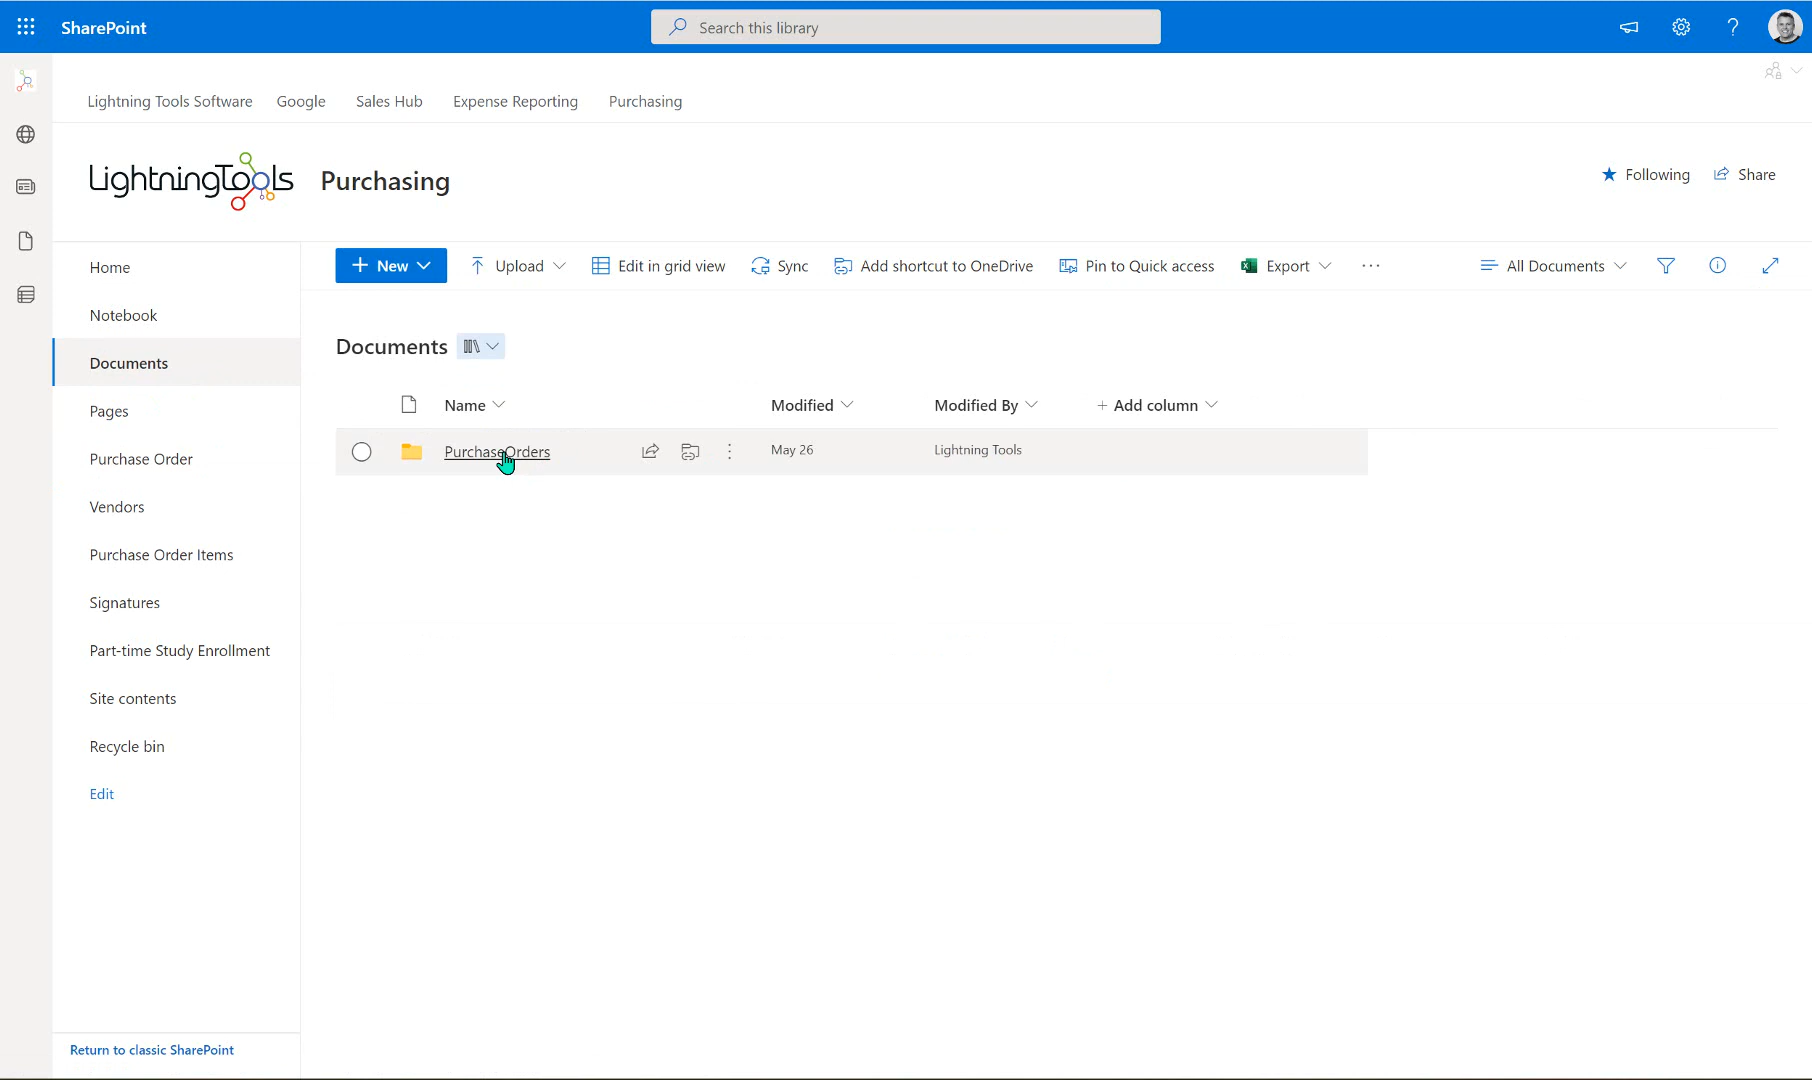 SharePoint
Search this library
Lightning Tools Software Google Sales Hub Expense Reporting Purchasing
LightningTools
Purchasing
Following Share
Home
Notebook
Documents
Pages
Purchase Order
Vendors
Purchase Order Items
Signatures
Part-time Study Enrollment
Site contents
Recycle bin
Edit
Return to classic SharePoint
+ New Upload Edit in grid view Sync Add shortcut to OneDrive Pin to Quick access Export ... All Documents
Documents
Name Modified Modified By + Add column
PurchaseOrders May 26 Lightning Tools